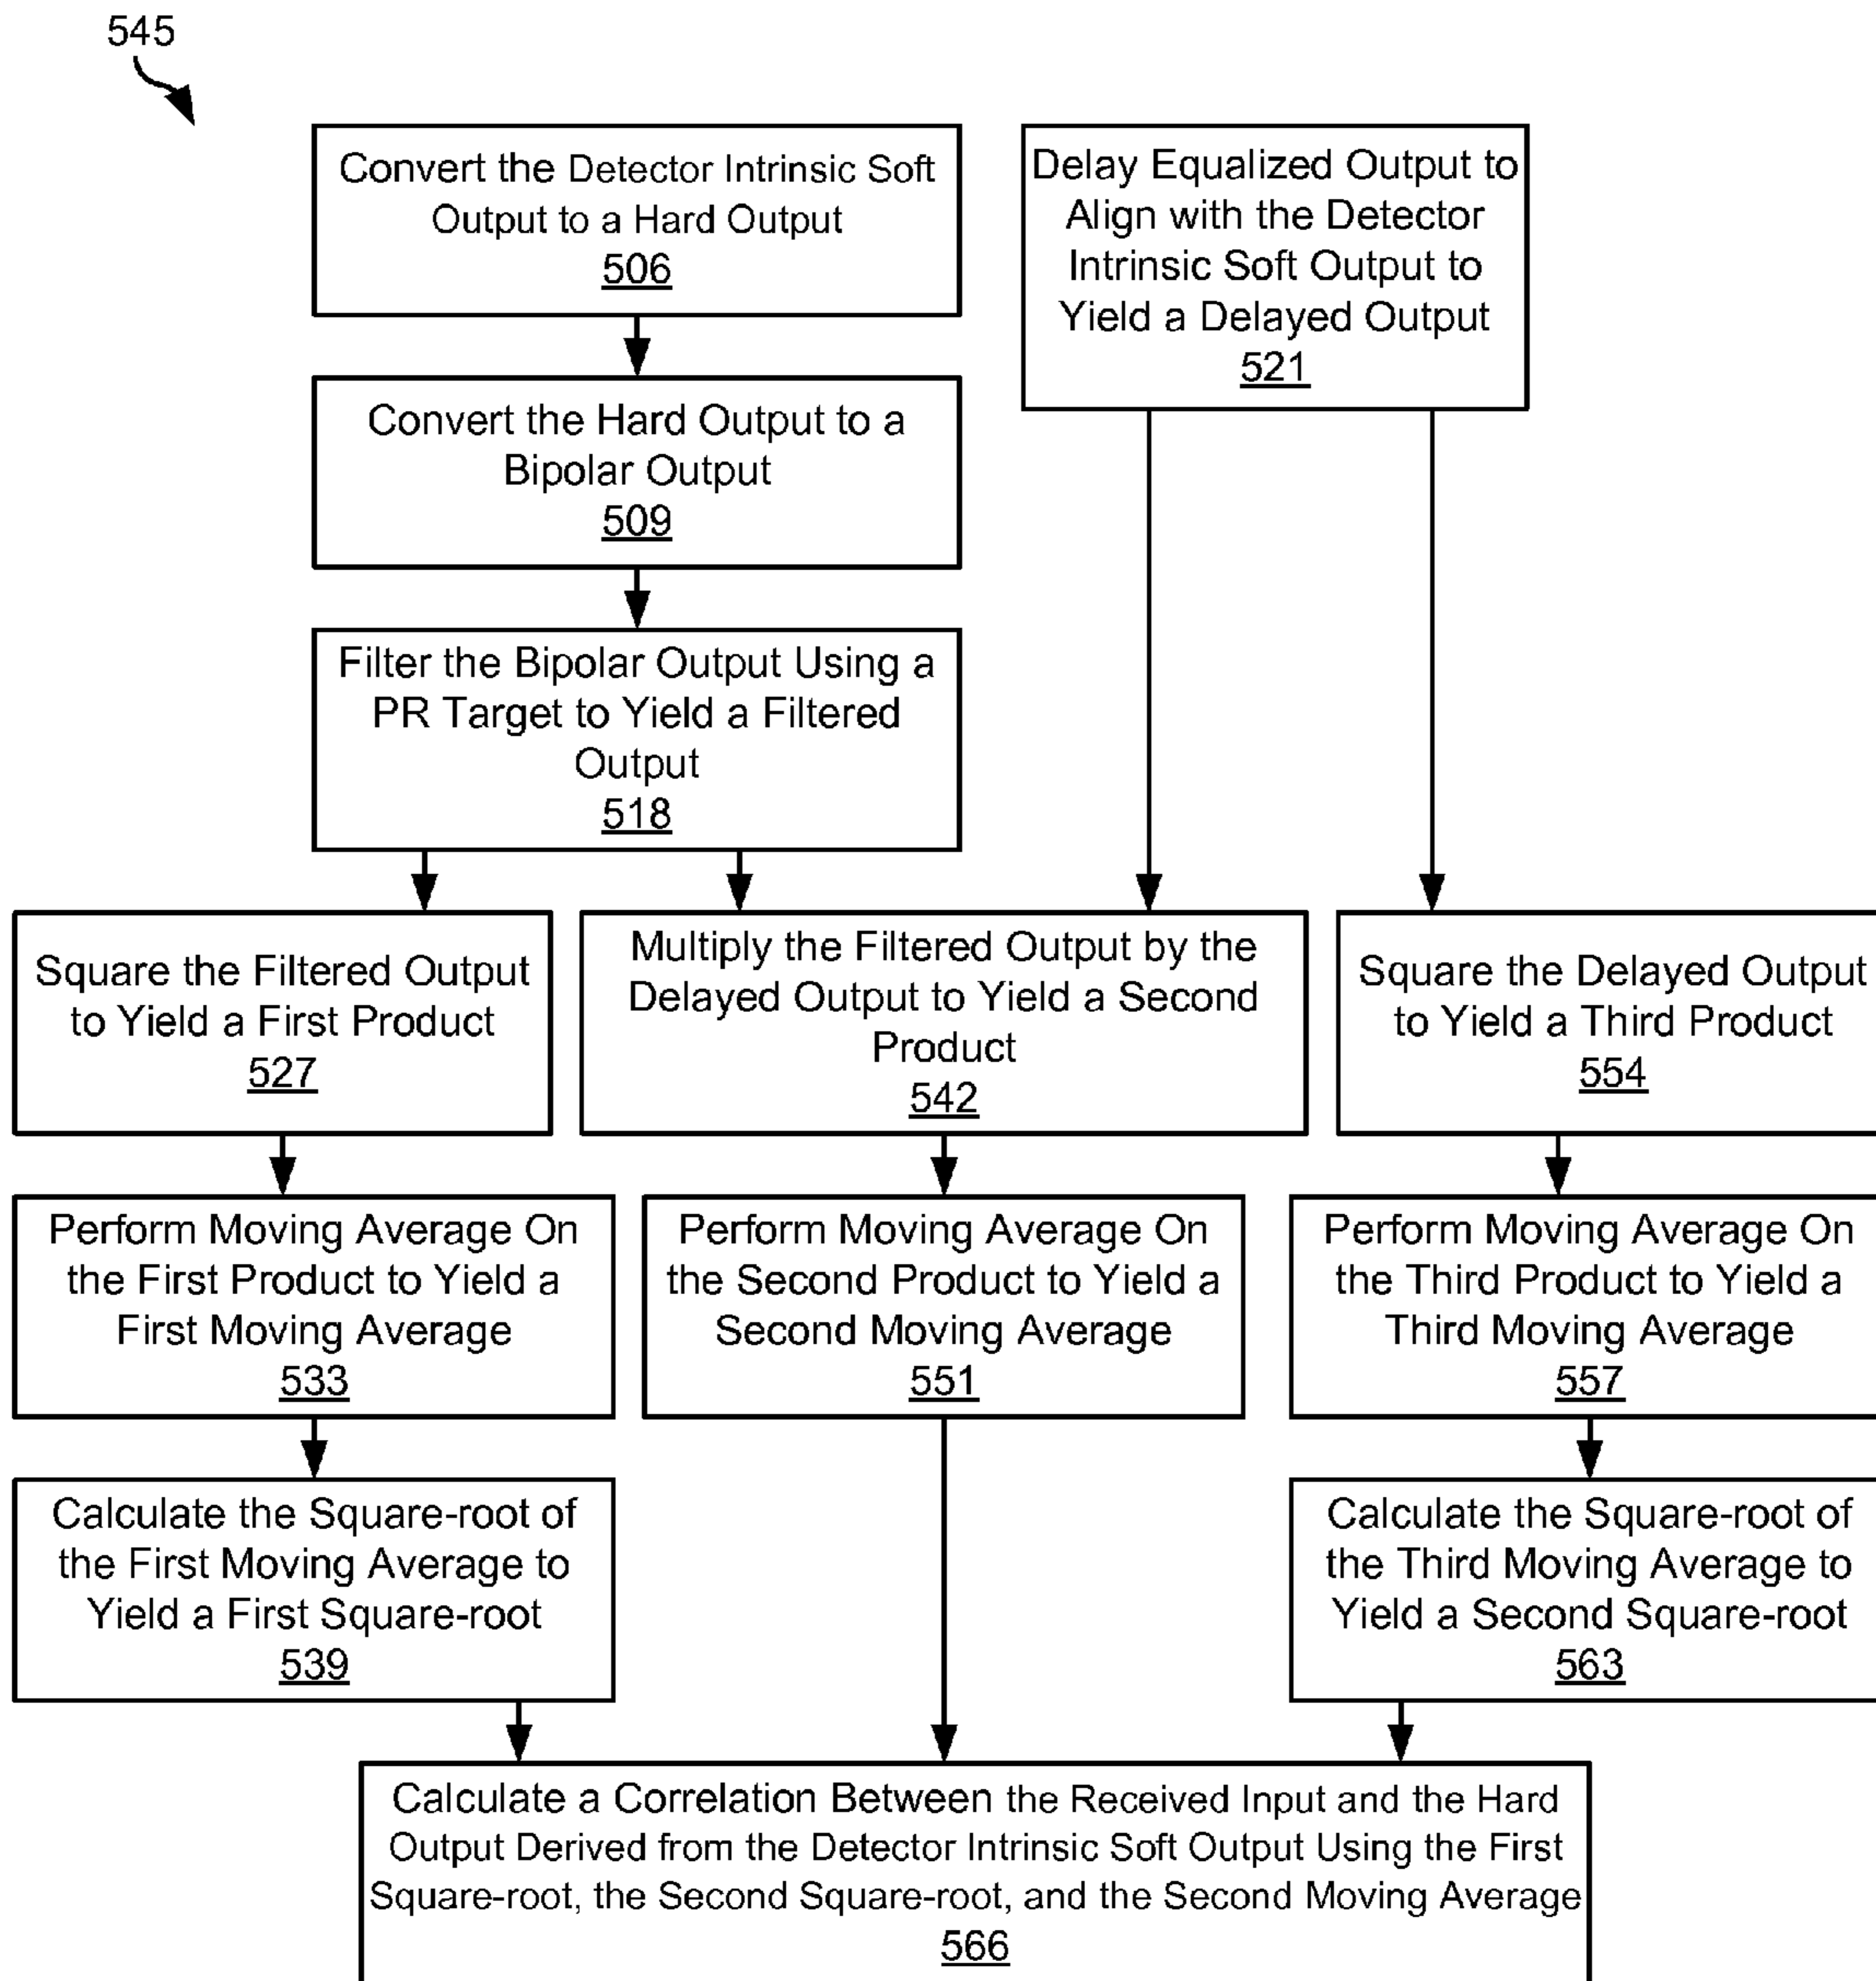 545
Convert the Detector Intrinsic Soft
Output to a Hard Output
506
Delay Equalized Output to
Align with the Detector
Intrinsic Soft Output to
Yield a Delayed Output
521
Convert the Hard Output to a
Bipolar Output
509
Filter the Bipolar Output Using a
PR Target to Yield a Filtered
Output
518
Square the Filtered Output
to Yield a First Product
527
Multiply the Filtered Output by the
Delayed Output to Yield a Second
Product
542
Square the Delayed Output
to Yield a Third Product
554
Perform Moving Average On
the First Product to Yield a
First Moving Average
533
Perform Moving Average On
the Second Product to Yield a
Second Moving Average
551
Perform Moving Average On
the Third Product to Yield a
Third Moving Average
557
Calculate the Square-root of
the First Moving Average to
Yield a First Square-root
539
Calculate the Square-root of
the Third Moving Average to
Yield a Second Square-root
563
Calculate a Correlation Between the Received Input and the Hard
Output Derived from the Detector Intrinsic Soft Output Using the First
Square-root, the Second Square-root, and the Second Moving Average
566